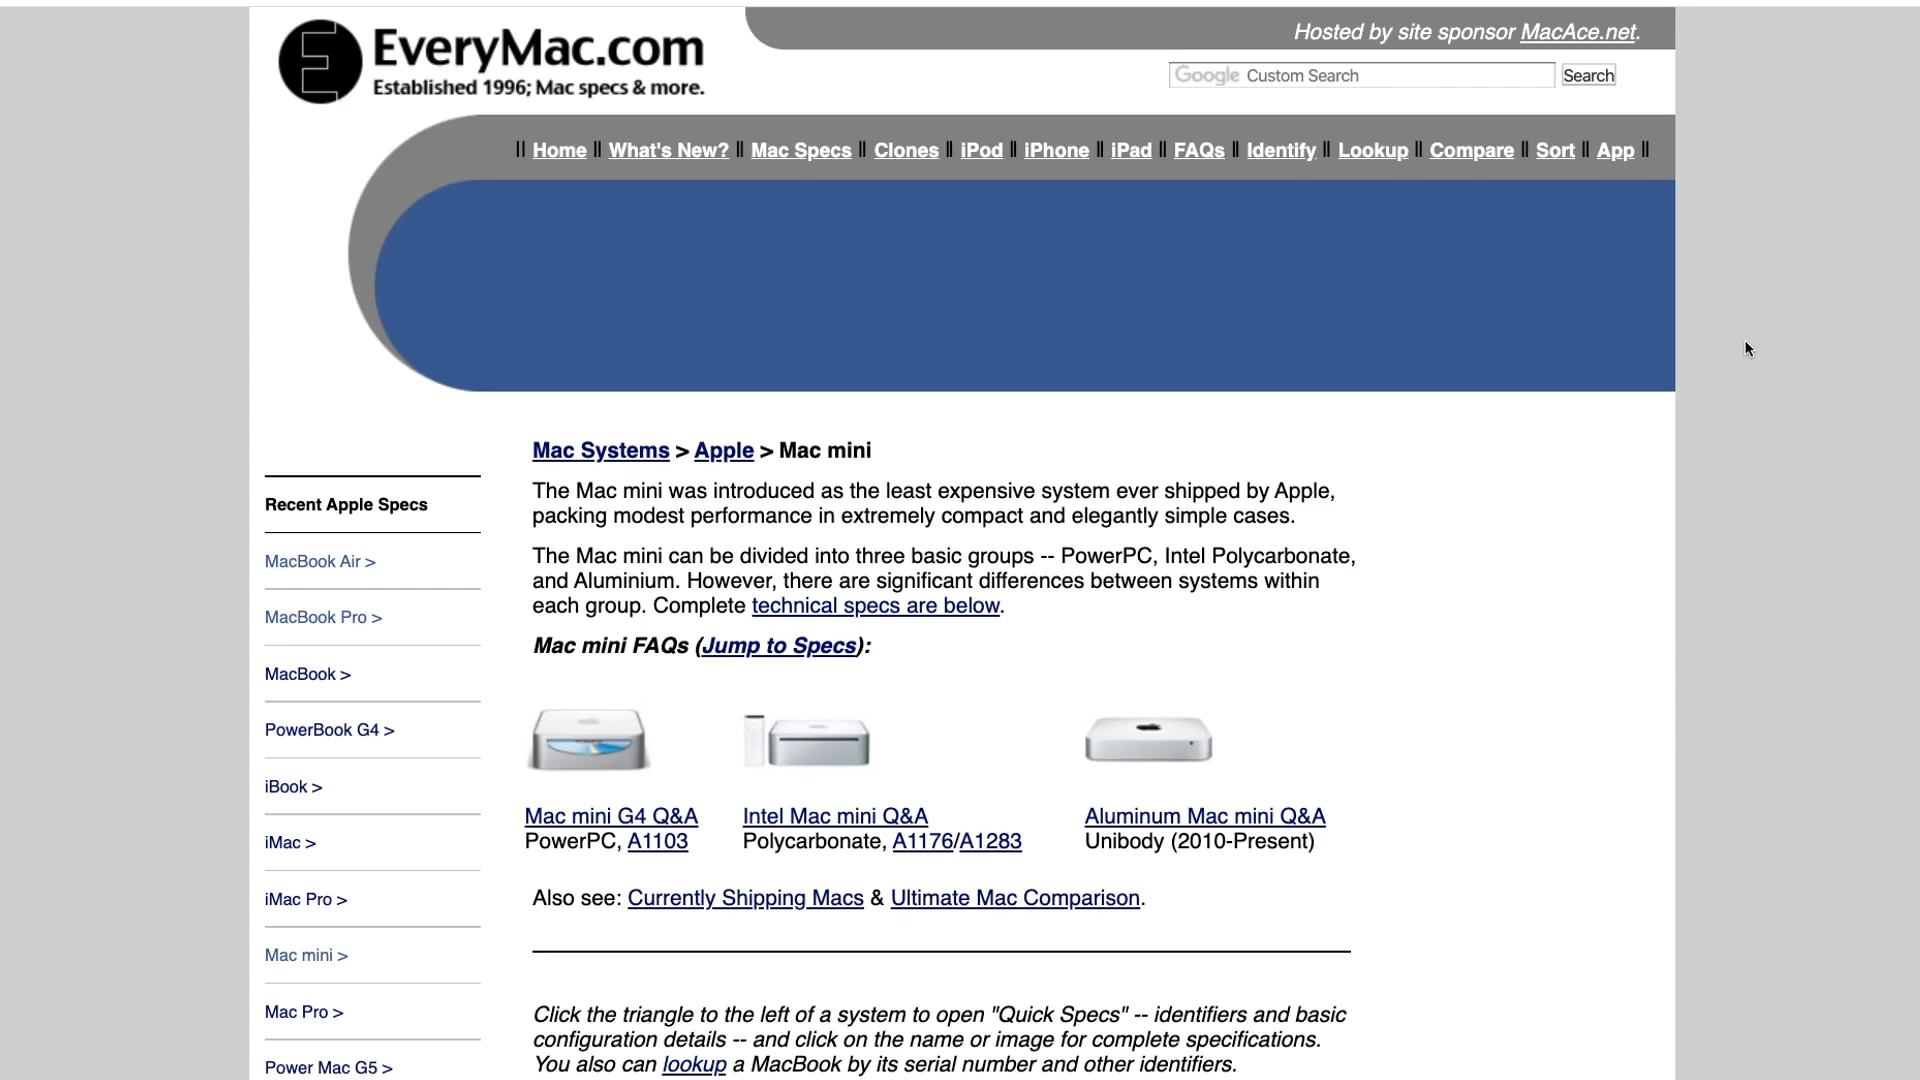 EveryMac.com
Established 1996; Mac specs & more.
Hosted by site sponsor MacAce.net.
Google Custom Search
Search
|| Home || What's New? || Mac Specs || Clones || iPod || iPhone || iPad || FAQs || Identify || Lookup || Compare || Sort || App ||
Mac Systems > Apple > Mac mini
The Mac mini was introduced as the least expensive system ever shipped by Apple,
packing modest performance in extremely compact and elegantly simple cases.
The Mac mini can be divided into three basic groups -- PowerPC, Intel Polycarbonate,
and Aluminium. However, there are significant differences between systems within
each group. Complete technical specs are below.
Mac mini FAQs (Jump to Specs):
Mac mini G4 Q&A
PowerPC, A1103
Intel Mac mini Q&A
Polycarbonate, A1176/A1283
Aluminum Mac mini Q&A
Unibody (2010-Present)
Also see: Currently Shipping Macs & Ultimate Mac Comparison.
Click the triangle to the left of a system to open "Quick Specs" -- identifiers and basic
configuration details -- and click on the name or image for complete specifications.
You also can lookup a MacBook by its serial number and other identifiers.
Recent Apple Specs
MacBook Air >
MacBook Pro >
MacBook >
PowerBook G4 >
iBook >
iMac >
iMac Pro >
Mac mini >
Mac Pro >
Power Mac G5 >